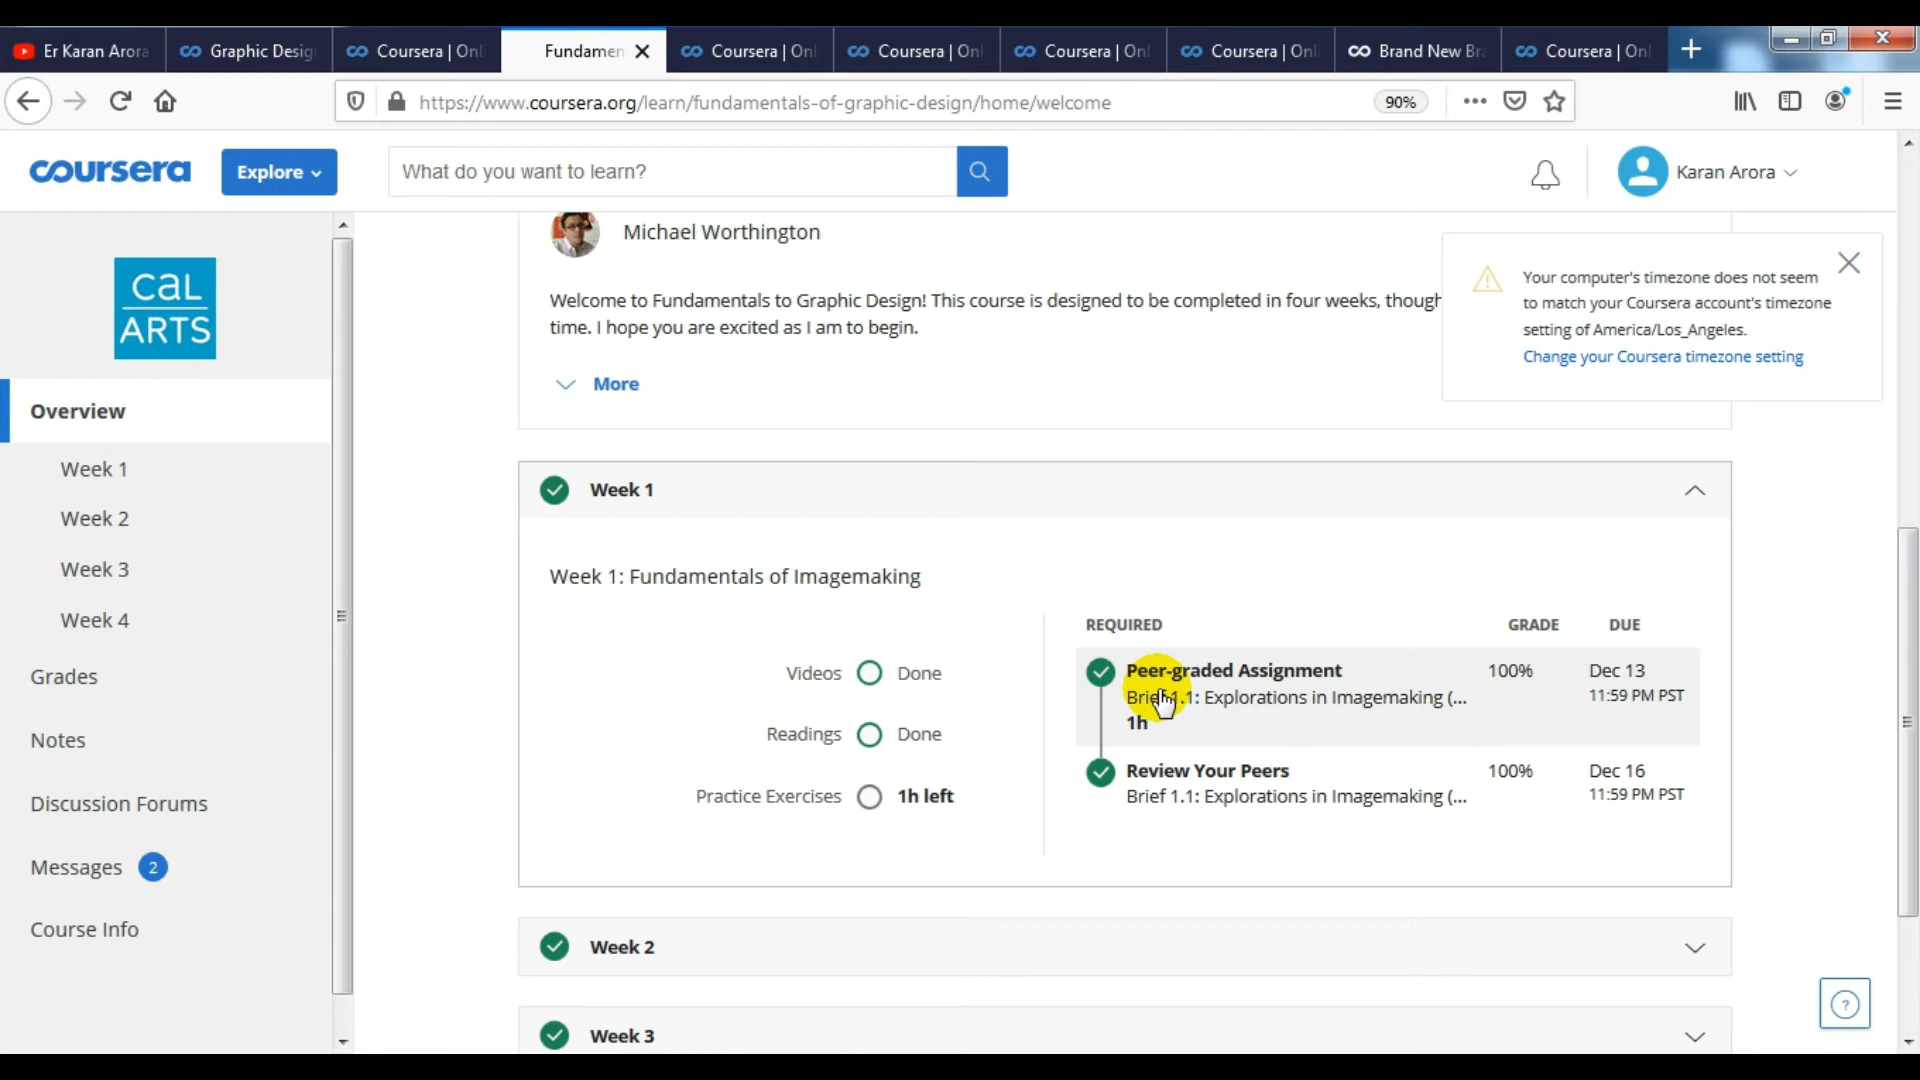 Er Karan Arora
Graphic Desig
Coursera | Onl
Fundamen
Coursera | Onl
Coursera | Onl
Coursera | Onl
Coursera | Onl
Brand New Bra
Coursera | Onl
https://www.coursera.org/learn/fundamentals-of-graphic-design/home/welcome
90%
coursera
Explore
What do you want to learn?
Karan Arora
CaL
ARTS
Overview
Week 1
Week 2
Week 3
Week 4
Grades
Notes
Discussion Forums
Messages 2
Course Info
Michael Worthington
Welcome to Fundamentals to Graphic Design! This course is designed to be completed in four weeks, though
time. I hope you are excited as I am to begin.
More
Your computer's timezone does not seem
to match your Coursera account's timezone
setting of America/Los_Angeles.
Change your Coursera timezone setting
Week 1
Week 1: Fundamentals of Imagemaking
Videos Done
Readings Done
Practice Exercises 1h left
REQUIRED GRADE DUE
Peer-graded Assignment 100% Dec 13
Brief 1.1: Explorations in Imagemaking (... 11:59 PM PST
1h
Review Your Peers 100% Dec 16
Brief 1.1: Explorations in Imagemaking (... 11:59 PM PST
Week 2
Week 3
?